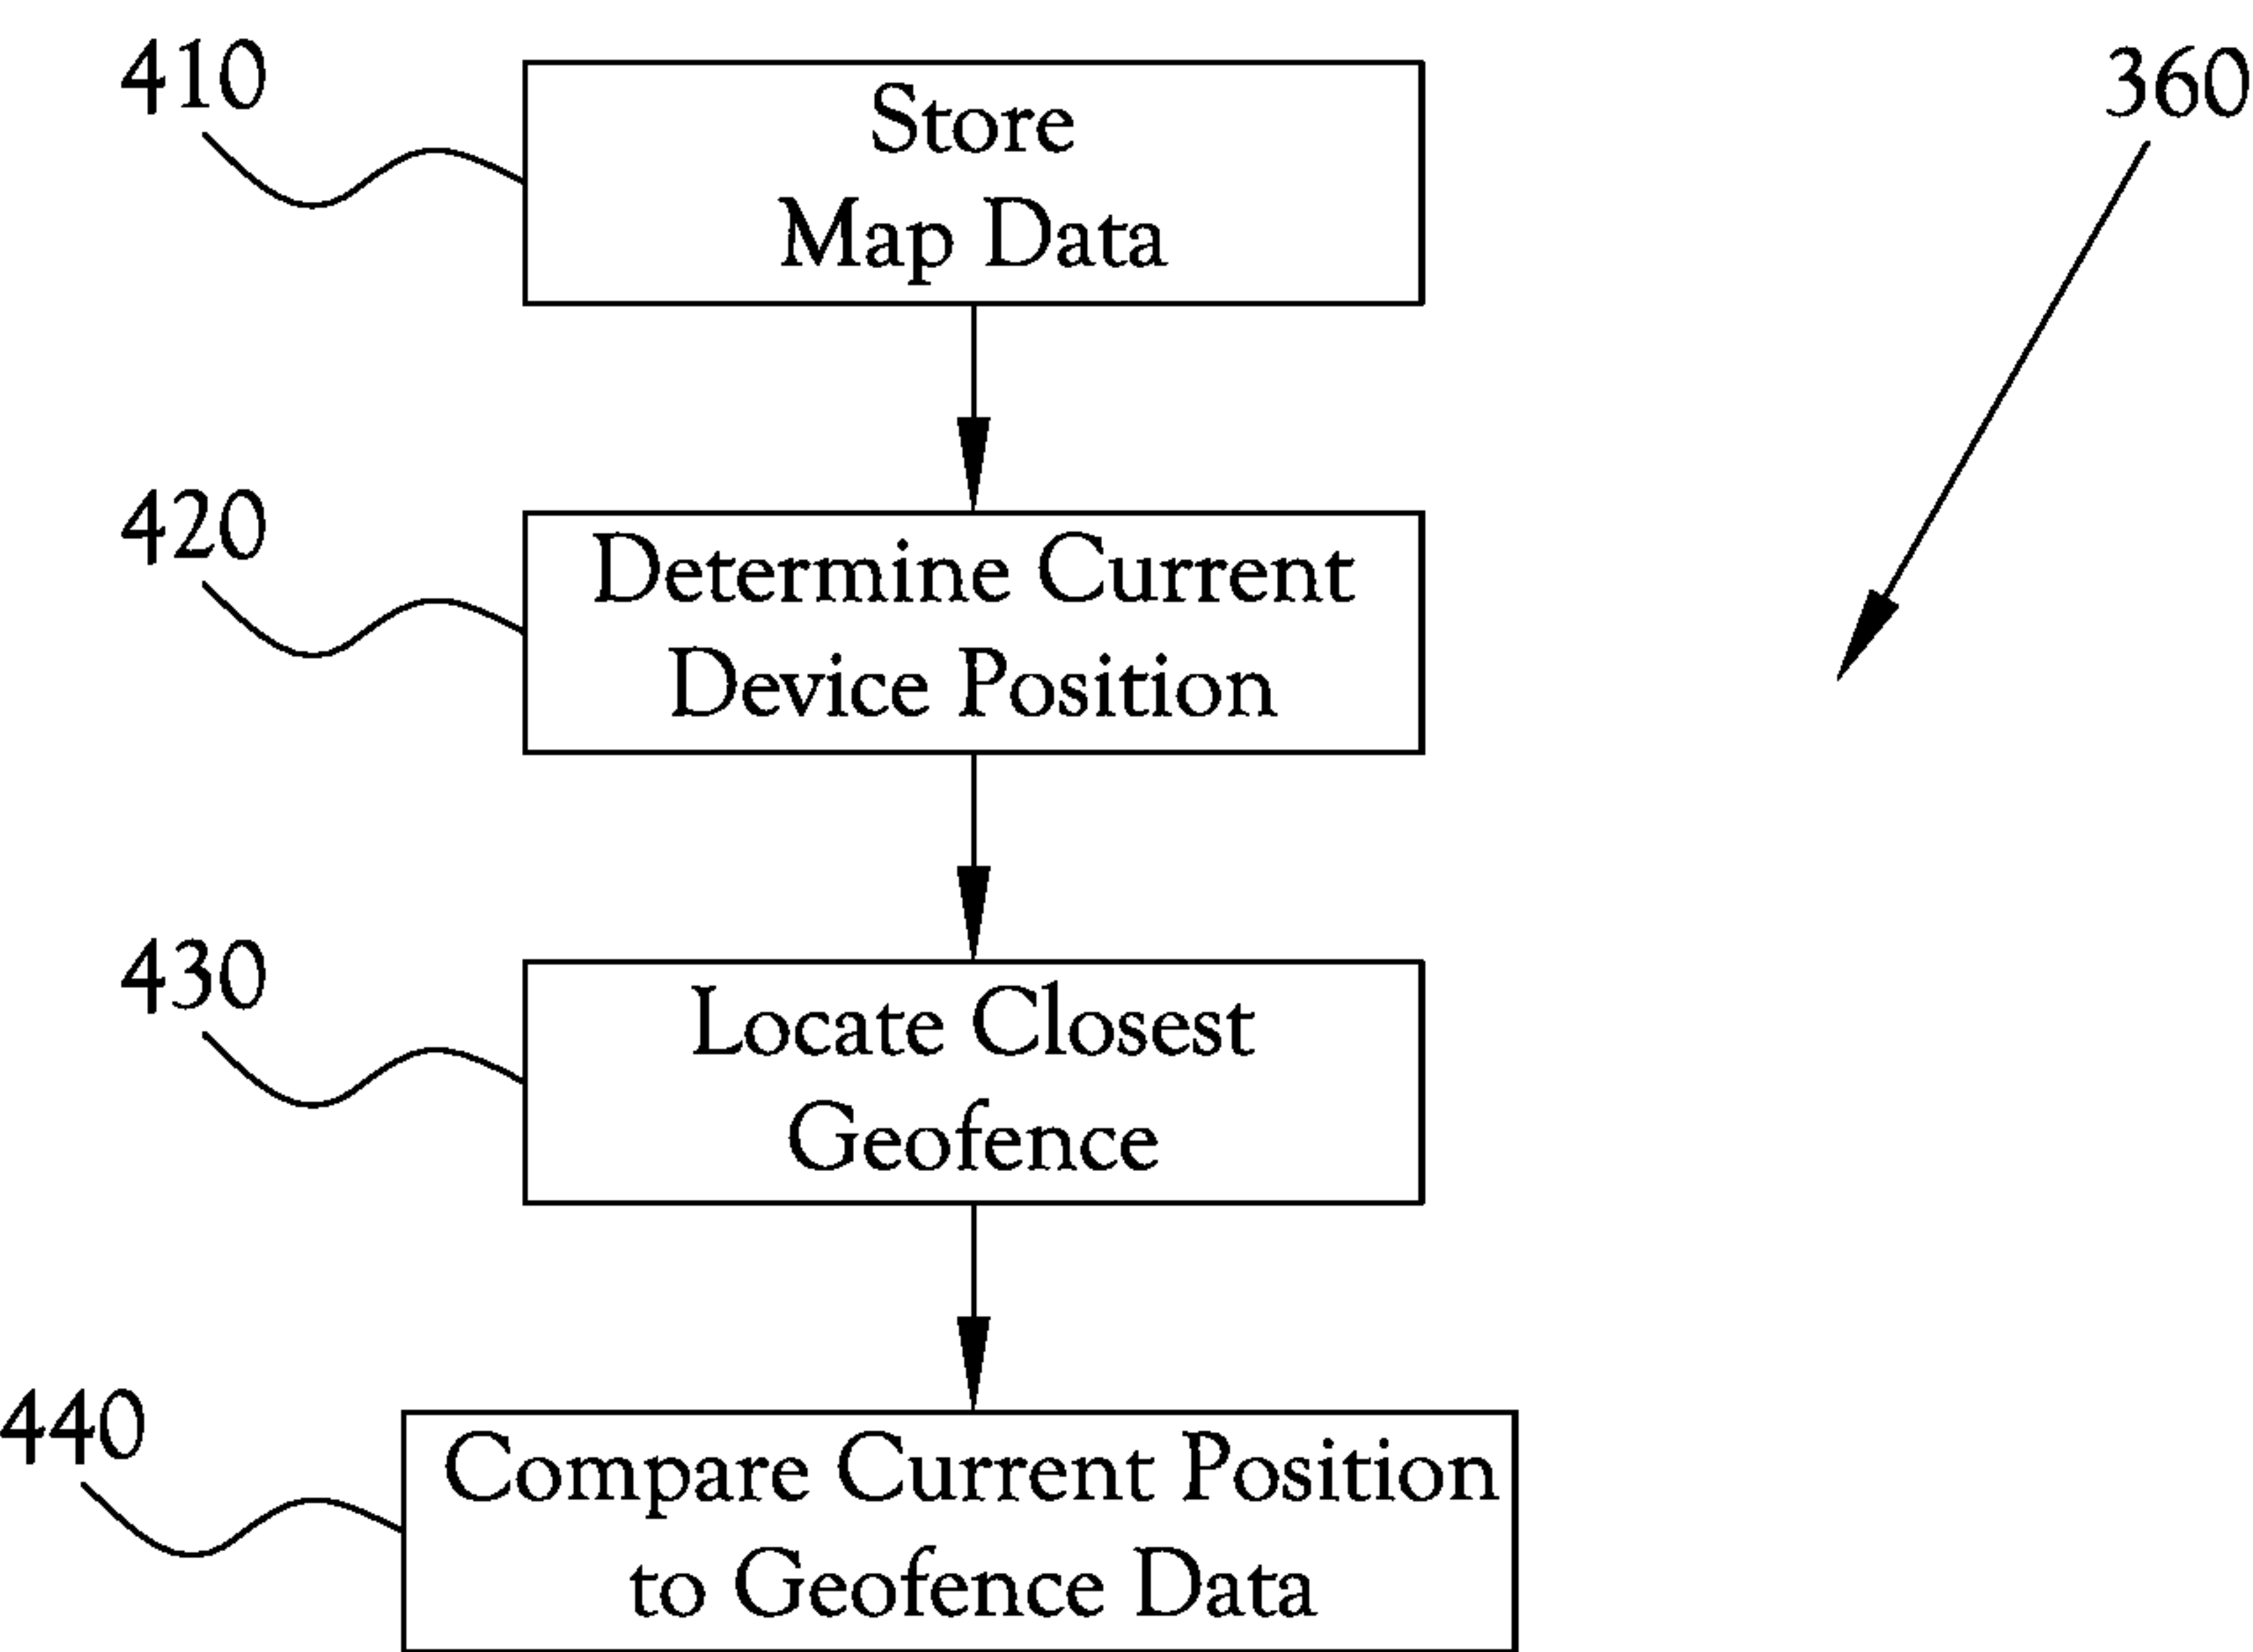 410
Store
Map Data
360
420
Determine Current
Device Position
430
Locate Closest
Geofence
440
Compare Current Position
to Geofence Data